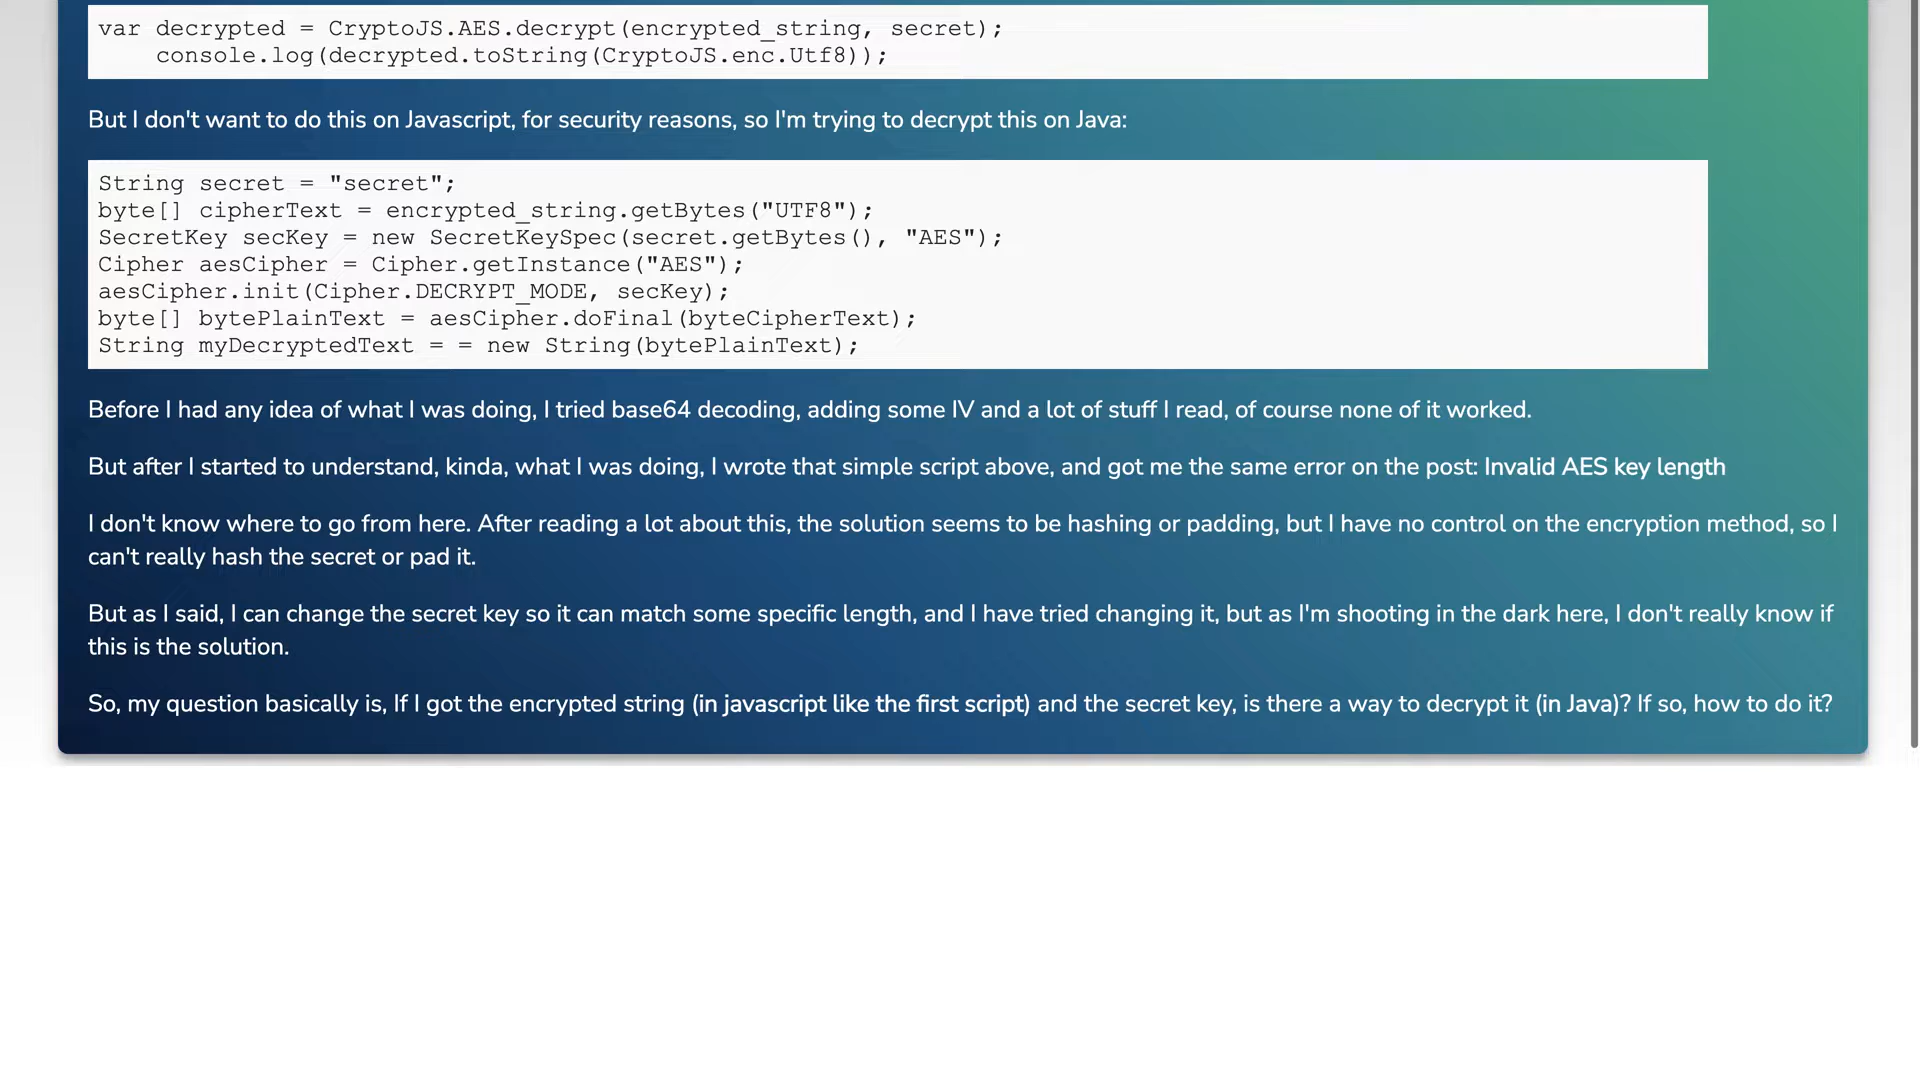 var decrypted = CryptoJS.AES.decrypt(encrypted_string, secret);
    console.log(decrypted.toString(CryptoJS.enc.Utf8));
But I don't want to do this on Javascript, for security reasons, so I'm trying to decrypt this on Java:
String secret = "secret";
byte[] cipherText = encrypted_string.getBytes("UTF8");
SecretKey secKey = new SecretKeySpec(secret.getBytes(), "AES");
Cipher aesCipher = Cipher.getInstance("AES");
aesCipher.init(Cipher.DECRYPT_MODE, secKey);
byte[] bytePlainText = aesCipher.doFinal(byteCipherText);
String myDecryptedText = = new String(bytePlainText);
Before I had any idea of what I was doing, I tried base64 decoding, adding some IV and a lot of stuff I read, of course none of it worked.
But after I started to understand, kinda, what I was doing, I wrote that simple script above, and got me the same error on the post: Invalid AES key length
I don't know where to go from here. After reading a lot about this, the solution seems to be hashing or padding, but I have no control on the encryption method, so I
can't really hash the secret or pad it.
But as I said, I can change the secret key so it can match some specific length, and I have tried changing it, but as I'm shooting in the dark here, I don't really know if
this is the solution.
So, my question basically is, If I got the encrypted string (in javascript like the first script) and the secret key, is there a way to decrypt it (in Java)? If so, how to do it?